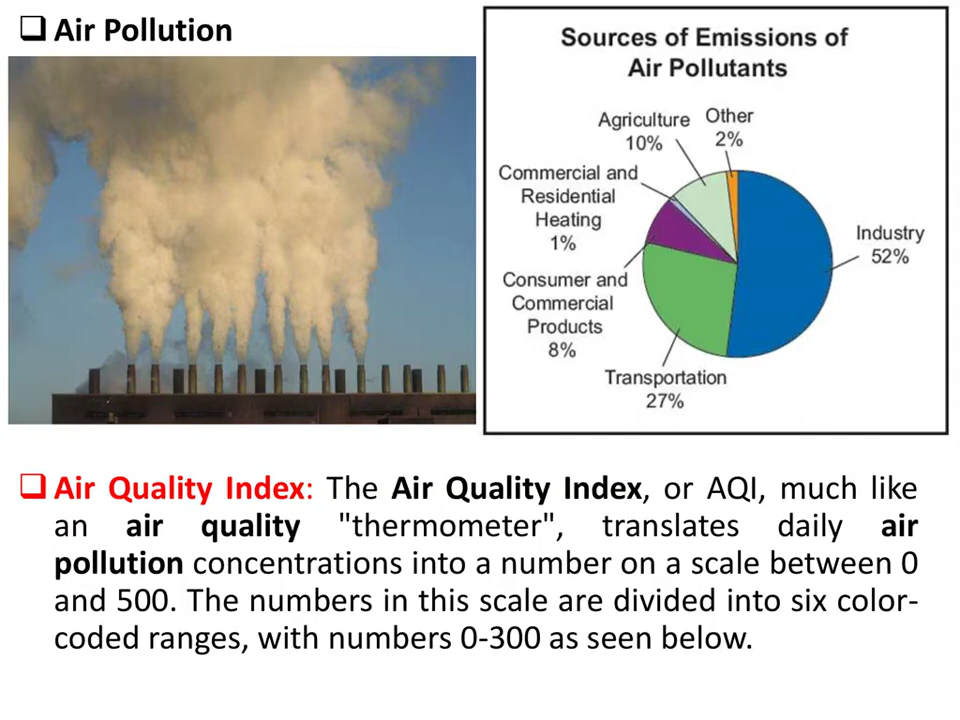 Air Pollution
Sources of Emissions of
Air Pollutants
Agriculture
10%
Other
2%
Commercial and
Residential
Heating
1%
Industry
52%
Consumer and
Commercial
Products
8%
Transportation
27%
Air Quality Index: The Air Quality Index, or AQI, much like
an air quality "thermometer", translates daily air
pollution concentrations into a number on a scale between 0
and 500. The numbers in this scale are divided into six color-
coded ranges, with numbers 0-300 as seen below.